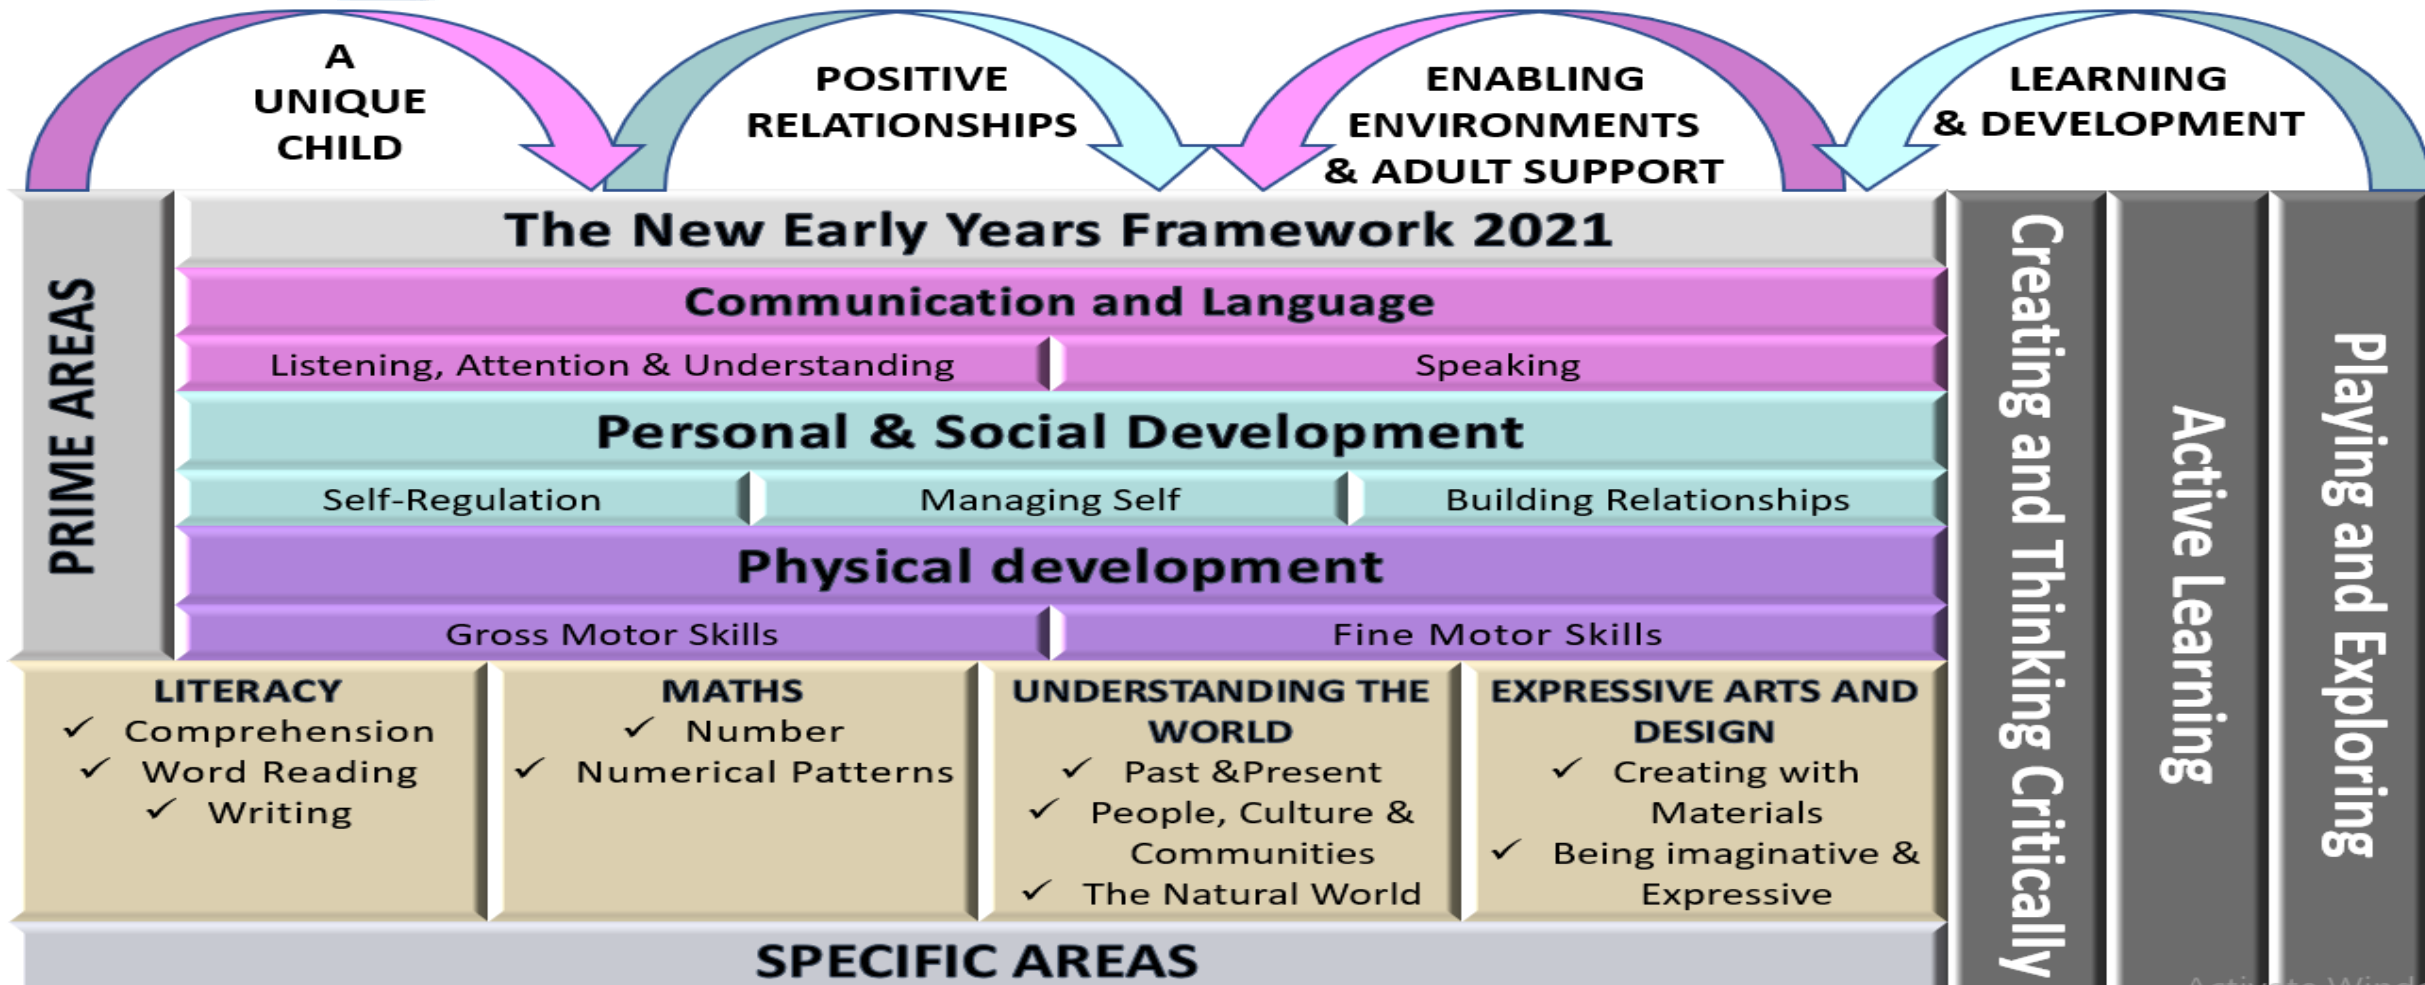 A
UNIQUE
CHILD
POSITIVE
RELATIONSHIPS
ENABLING
ENVIRONMENTS
& ADULT SUPPORT
LEARNING
& DEVELOPMENT
PRIME AREAS
The New Early Years Framework 2021
Communication and Language
Listening, Attention & Understanding
Speaking
Personal & Social Development
Self-Regulation
Managing Self
Building Relationships
Physical development
Gross Motor Skills
Fine Motor Skills
LITERACY
✓ Comprehension
✓ Word Reading
✓ Writing
MATHS
✓ Number
✓ Numerical Patterns
UNDERSTANDING THE
WORLD
✓ Past &Present
✓ People, Culture &
Communities
✓ The Natural World
EXPRESSIVE ARTS AND
DESIGN
✓ Creating with
Materials
✓ Being imaginative &
Expressive
SPECIFIC AREAS
Creating and Thinking Critically
Active Learning
Playing and Exploring